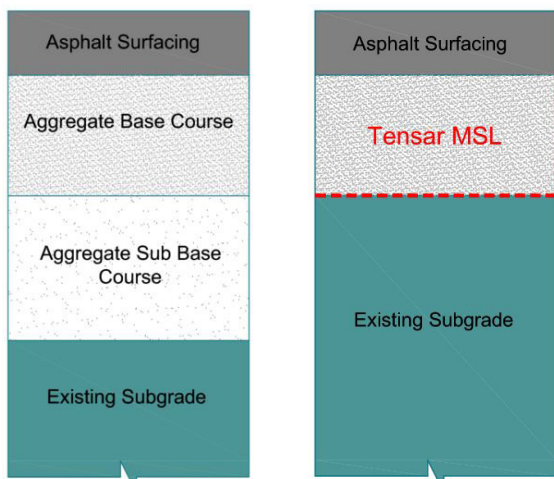 Asphalt Surfacing
Aggregate Base Course
Aggregate Sub Base
Course
Existing Subgrade
Asphalt Surfacing
Tensar MSL
Existing Subgrade